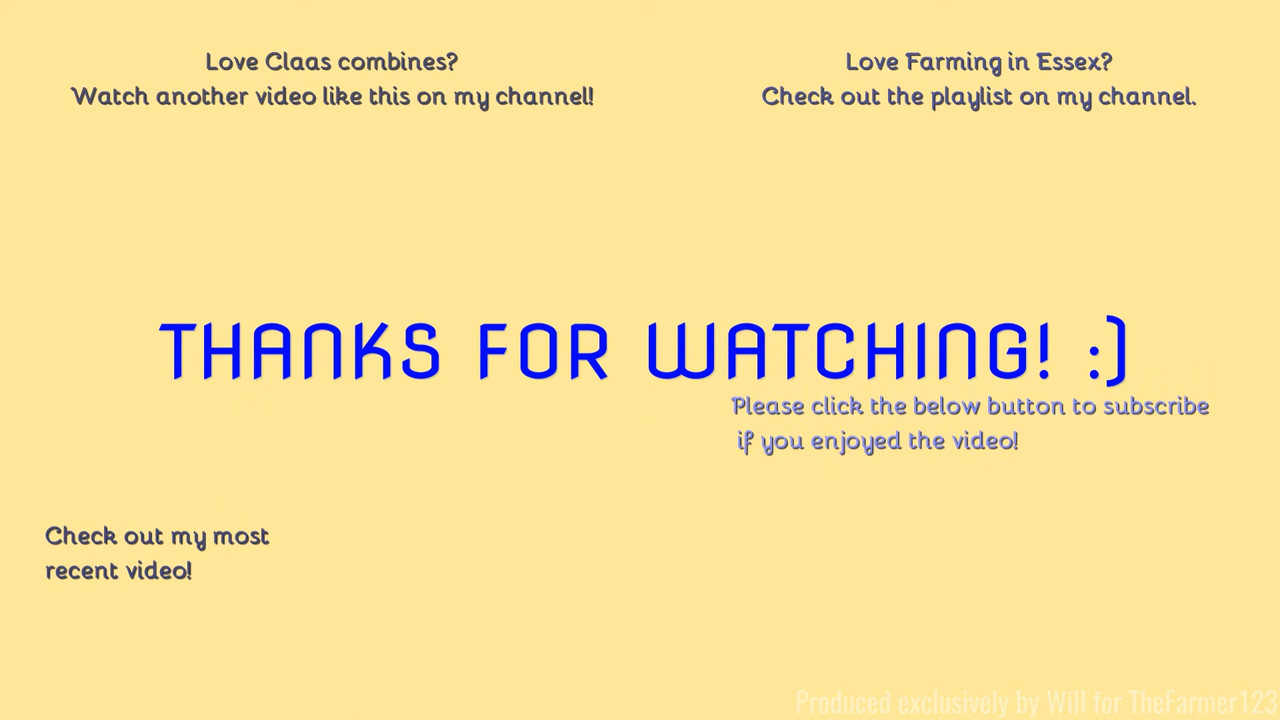 Love Claas combines?
Watch another video like this on my channel!
Love Farming in Essex?
Check out the playlist on my channel.
THANKS FOR WATCHING! :)
Please click the below button to subscribe
if you enjoyed the video!
Check out my most
recent video!
Produced exclusively by Will for TheFarmer123